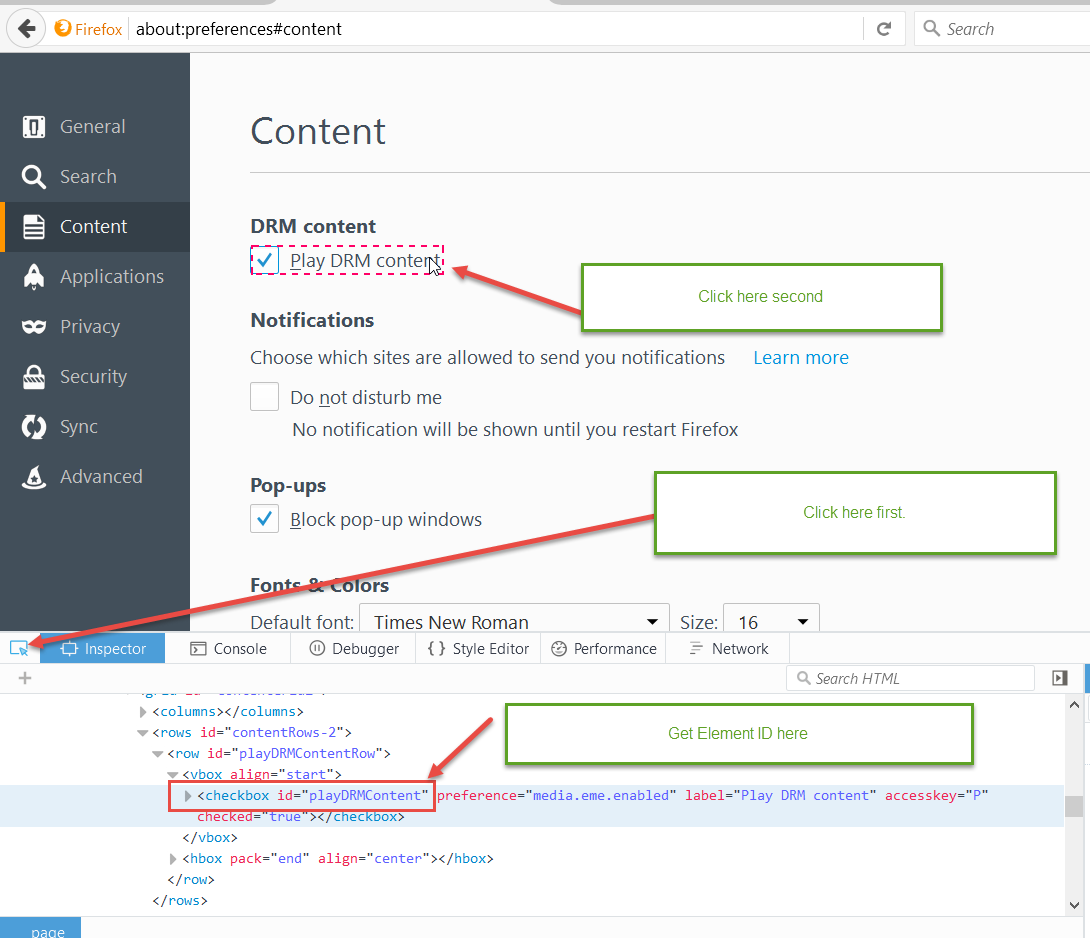 Firefox about:preferences#content Search
General
Search
Content
Applications
Privacy
Security
Sync
Advanced
Content
DRM content
Play DRM content
Click here second
Notifications
Choose which sites are allowed to send you notifications Learn more
Do not disturb me
No notification will be shown until you restart Firefox
Pop-ups
Block pop-up windows
Click here first.
Fonts & Colors
Default font: Times New Roman Size: 16
Inspector Console Debugger { } Style Editor Performance Network
+ Search HTML
<columns></columns>
<rows id="contentRows-2">
<row id="playDRMContentRow">
<vbox align="start">
Get Element ID here
<checkbox id="playDRMContent" preference="media.eme.enabled" label="Play DRM content" accesskey="P"
checked="true"></checkbox>
</vbox>
<hbox pack="end" align="center"></hbox>
</row>
</rows>
page